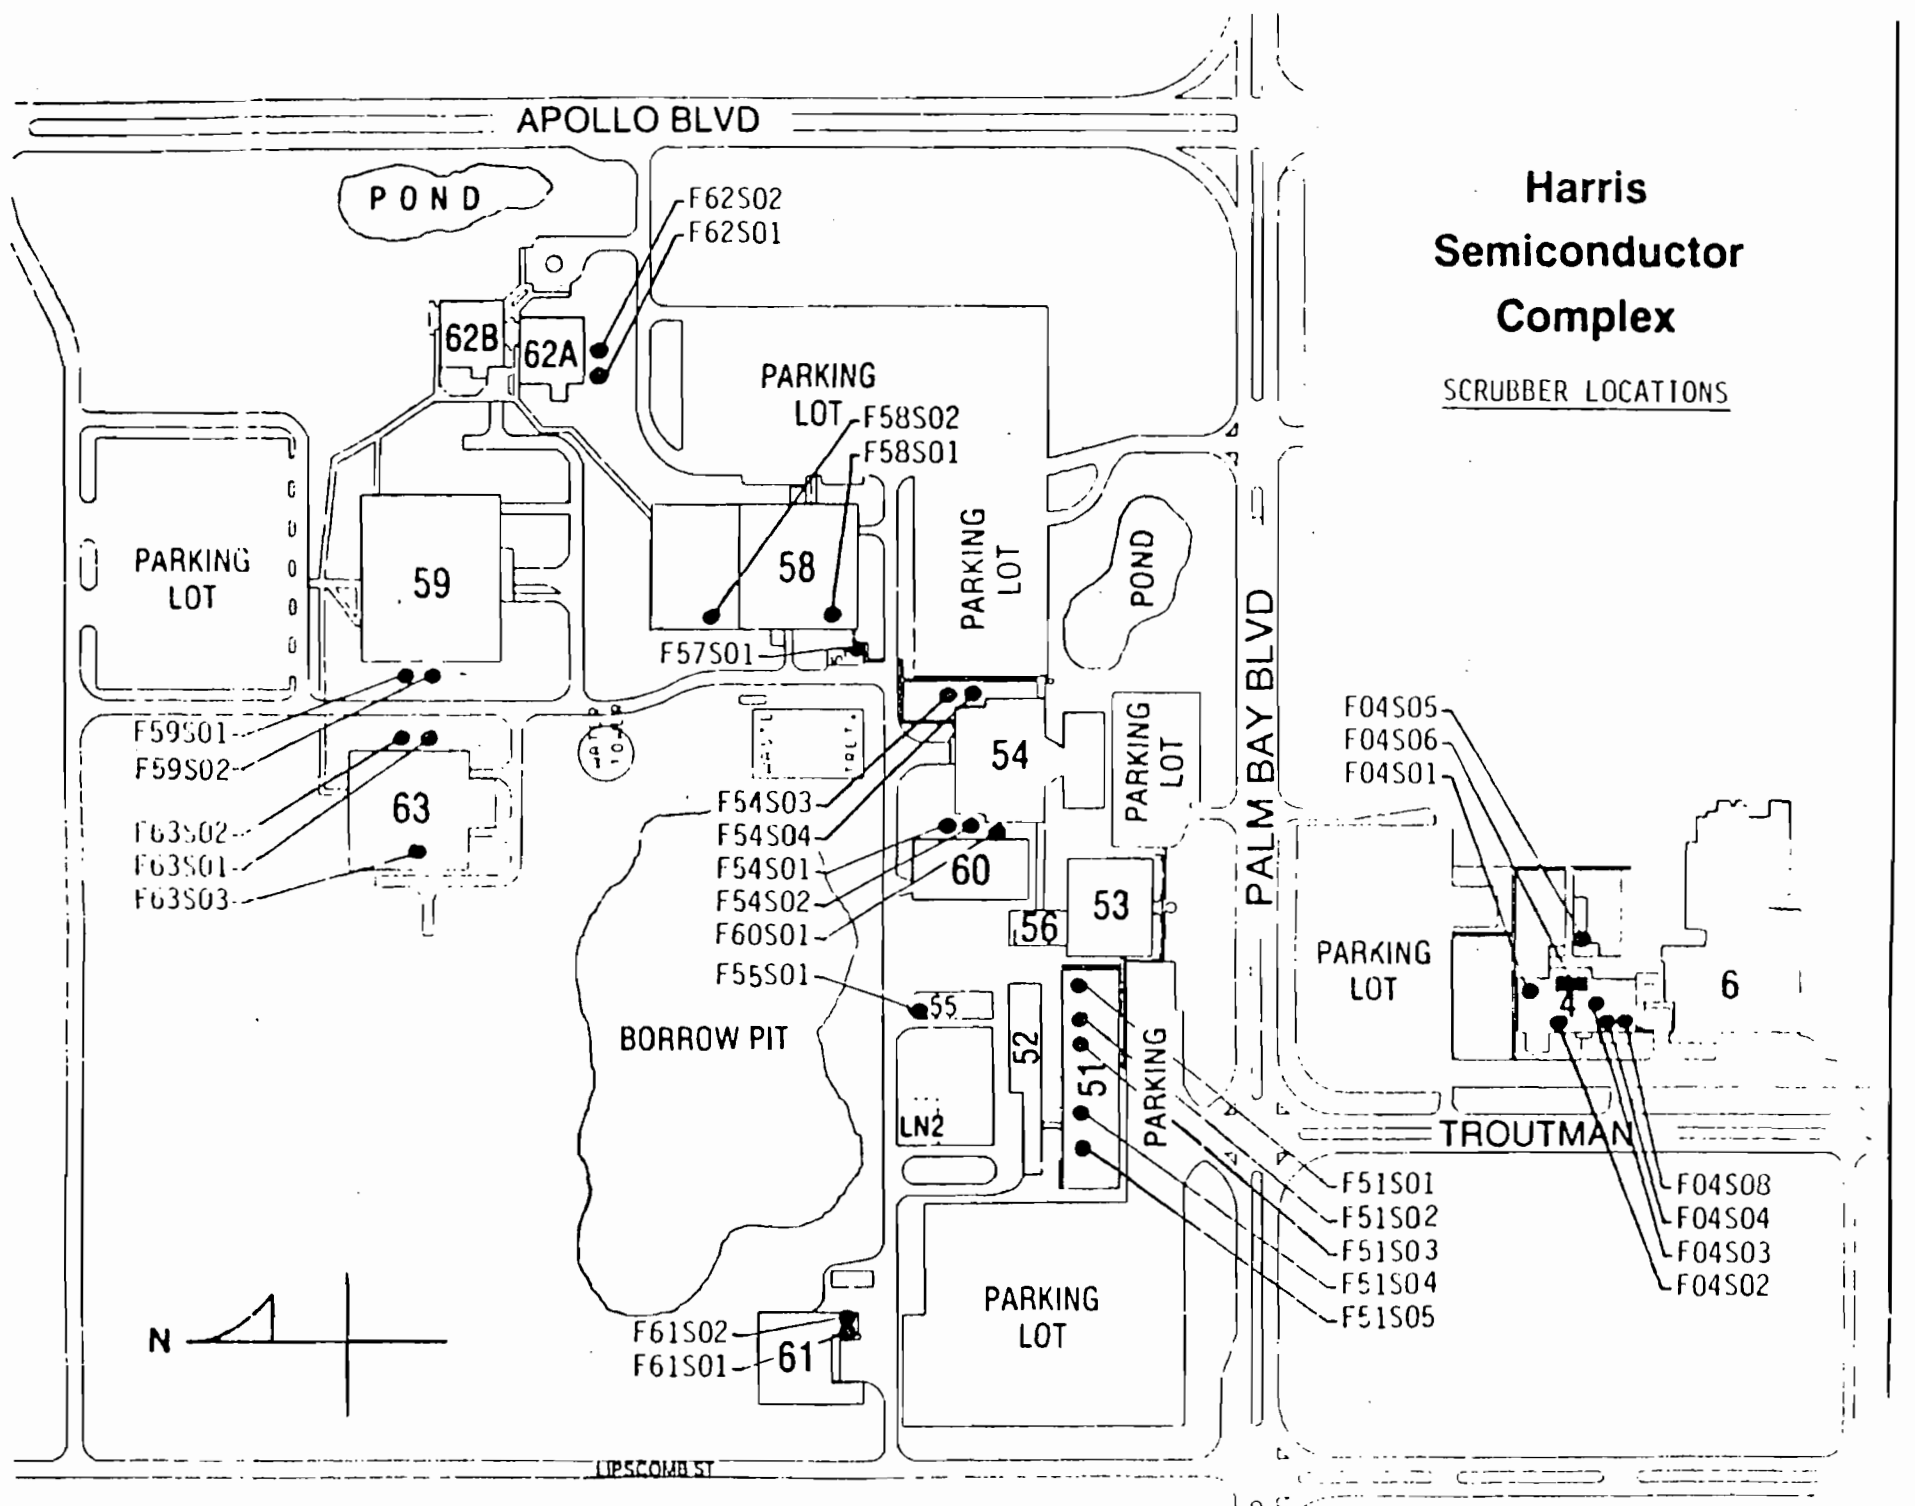 APOLLO BLVD
Harris
Semiconductor
Complex
SCRUBBER LOCATIONS
POND
F62S02
F62S01
62B
62A
PARKING
LOT
F58S02
F58S01
PARKING
LOT
59
58
PARKING
LOT
POND
F57S01
PALM BAY BLVD
F59S01
F59S02
63
F63S02
F63S01
F63S03
54
PARKING
LOT
F54S03
F54S04
F54S01
F54S02
F60S01
F55S01
60
53
56
55
F04S05
F04S06
F04S01
PARKING
LOT
4
6
BORROW PIT
52
51
PARKING
LN2
TROUTMAN
F51S01
F51S02
F51S03
F51S04
F51S05
F04S08
F04S04
F04S03
F04S02
PARKING
LOT
N
F61S02
F61S01
61
LIPSCOMB ST